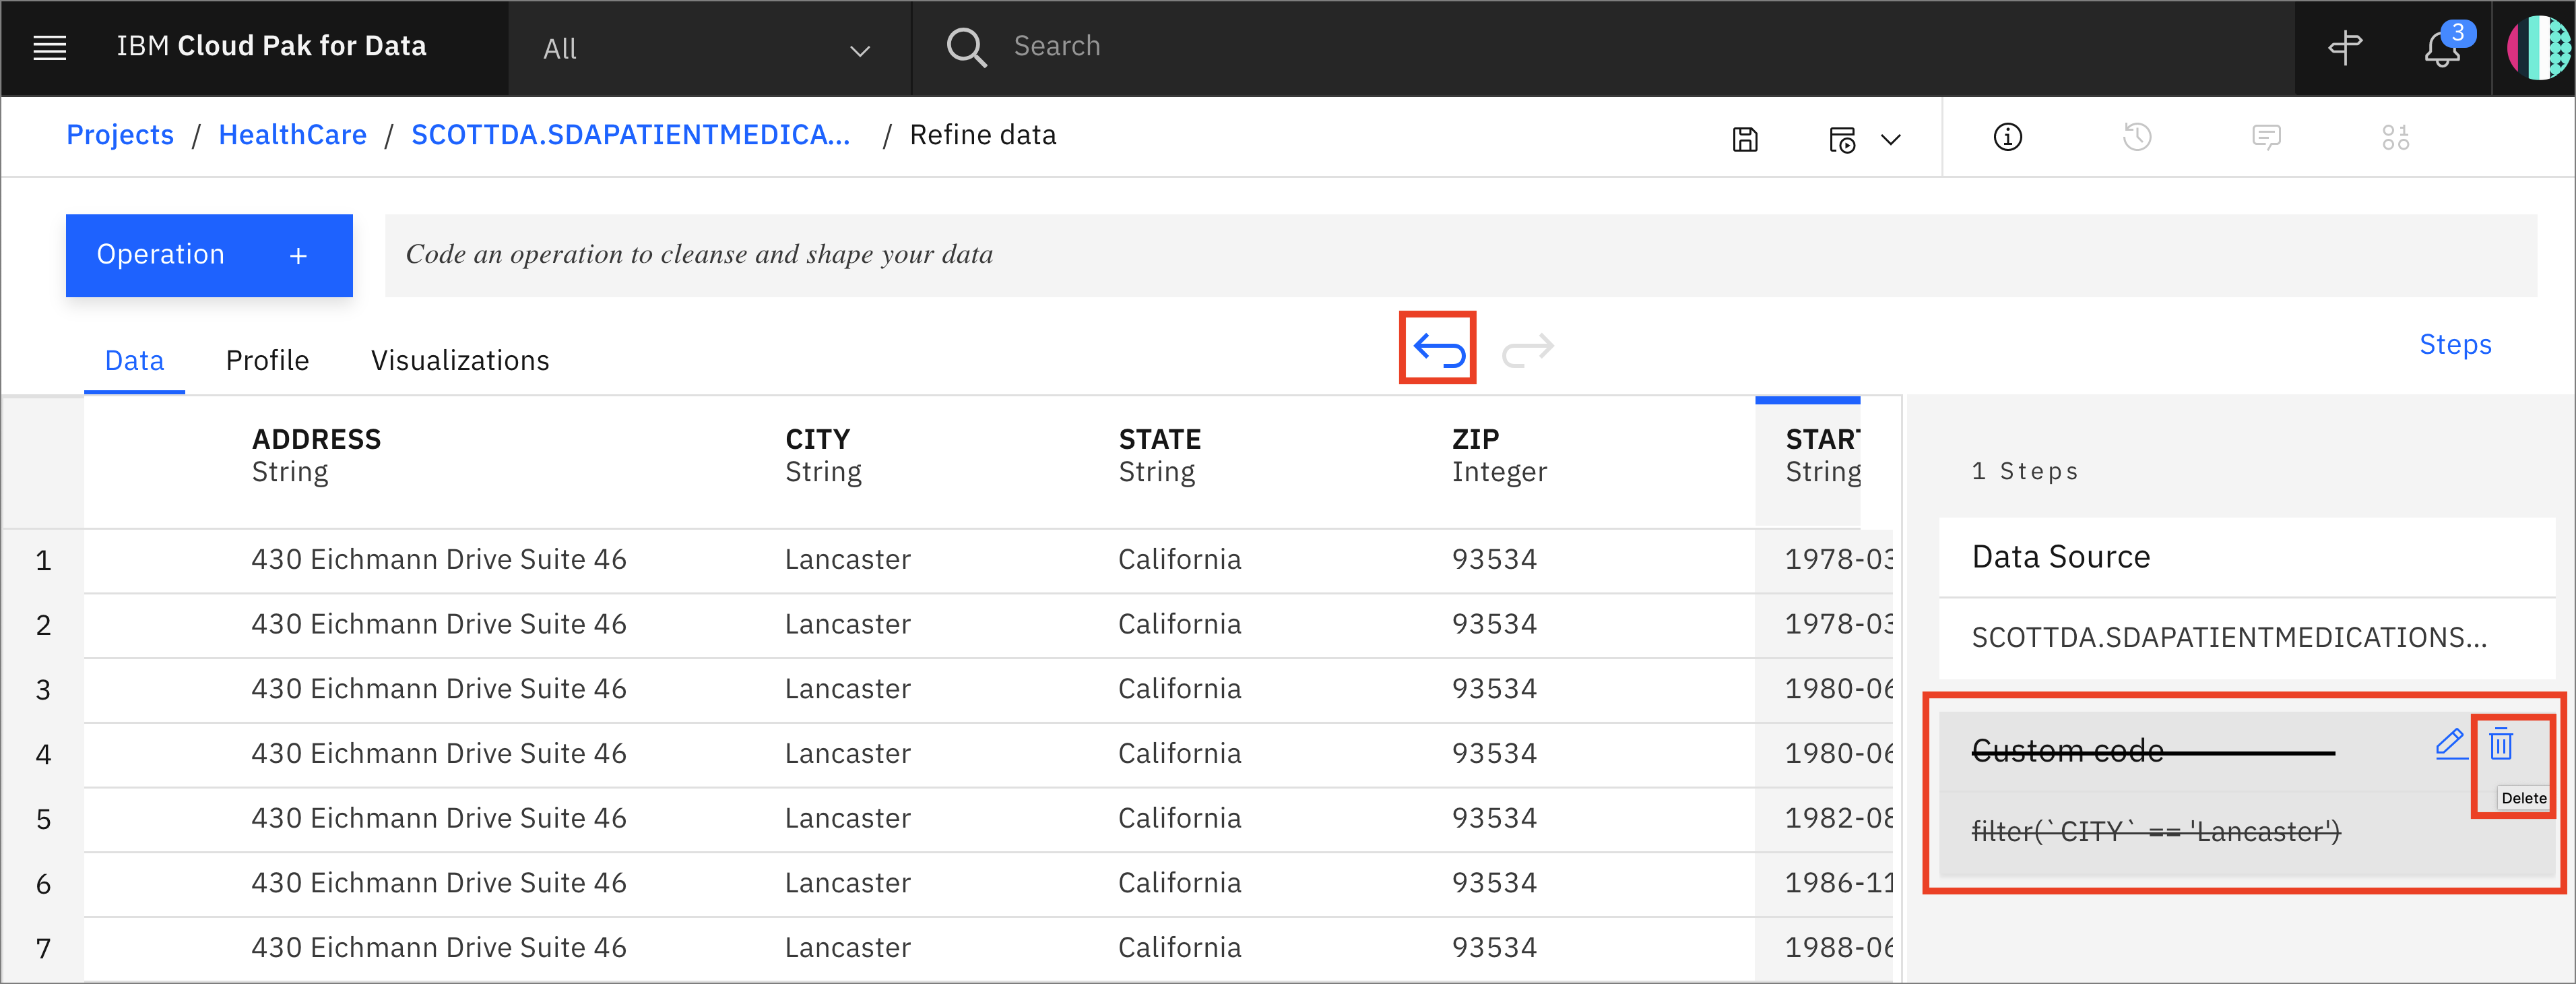 IBM Cloud Pak for Data All Search 3
Projects / HealthCare / SCOTTDA.SDAPATIENTMEDICA... / Refine data
Operation + Code an operation to cleanse and shape your data
Data Profile Visualizations Steps
ADDRESS CITY STATE ZIP START
String String String Integer String
1 Steps
Data Source
SCOTTDA.SDAPATIENTMEDICATIONS...
Custom code
Delete
filter(`CITY` == 'Lancaster')
1 430 Eichmann Drive Suite 46 Lancaster California 93534 1978-03
2 430 Eichmann Drive Suite 46 Lancaster California 93534 1978-03
3 430 Eichmann Drive Suite 46 Lancaster California 93534 1980-06
4 430 Eichmann Drive Suite 46 Lancaster California 93534 1980-06
5 430 Eichmann Drive Suite 46 Lancaster California 93534 1982-08
6 430 Eichmann Drive Suite 46 Lancaster California 93534 1986-11
7 430 Eichmann Drive Suite 46 Lancaster California 93534 1988-06